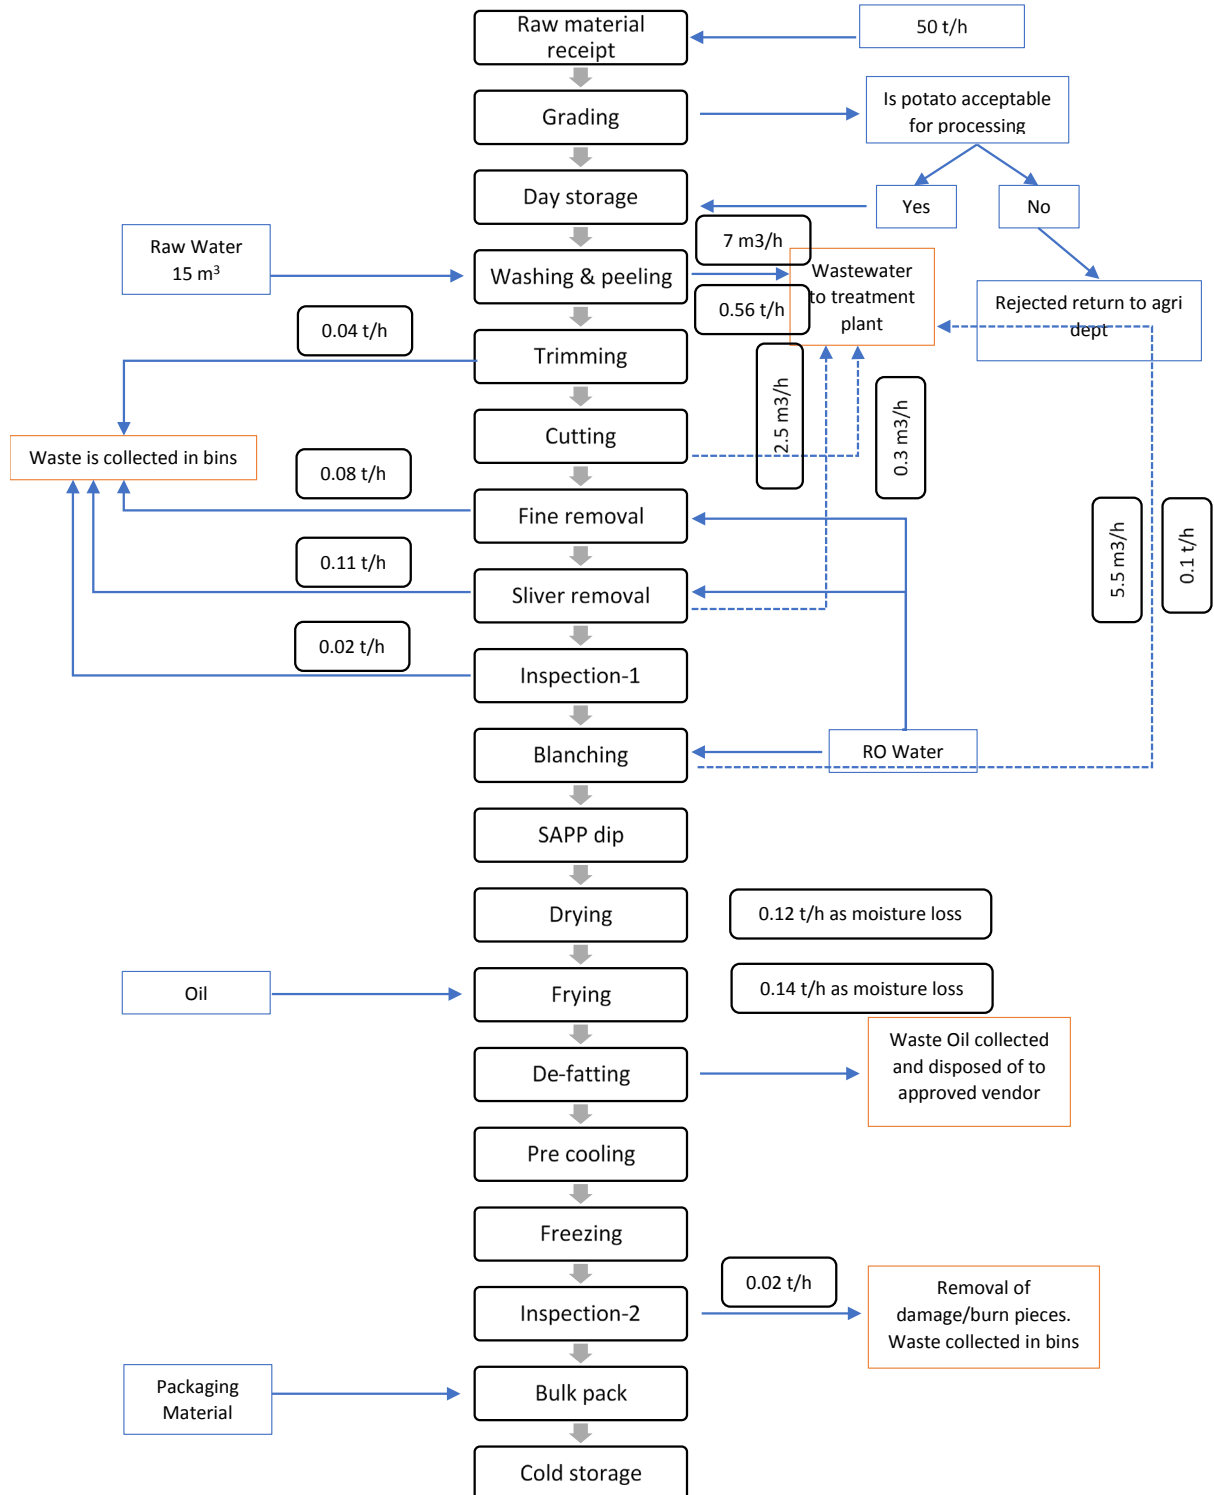 Raw material
receipt
50 t/h
Grading
Is potato acceptable
for processing
Day storage
Yes
No
7 m3/h
Raw Water
15 m³
Washing & peeling
Wastewater
to treatment
plant
0.56 t/h
Rejected return to agri
dept
0.04 t/h
Trimming
2.5 m3/h
0.3 m3/h
Cutting
Waste is collected in bins
0.08 t/h
Fine removal
5.5 m3/h
0.1 t/h
0.11 t/h
Sliver removal
0.02 t/h
Inspection-1
Blanching
RO Water
SAPP dip
Drying
0.12 t/h as moisture loss
Oil
Frying
0.14 t/h as moisture loss
De-fatting
Waste Oil collected
and disposed of to
approved vendor
Pre cooling
Freezing
0.02 t/h
Inspection-2
Removal of
damage/burn pieces.
Waste collected in bins
Packaging
Material
Bulk pack
Cold storage